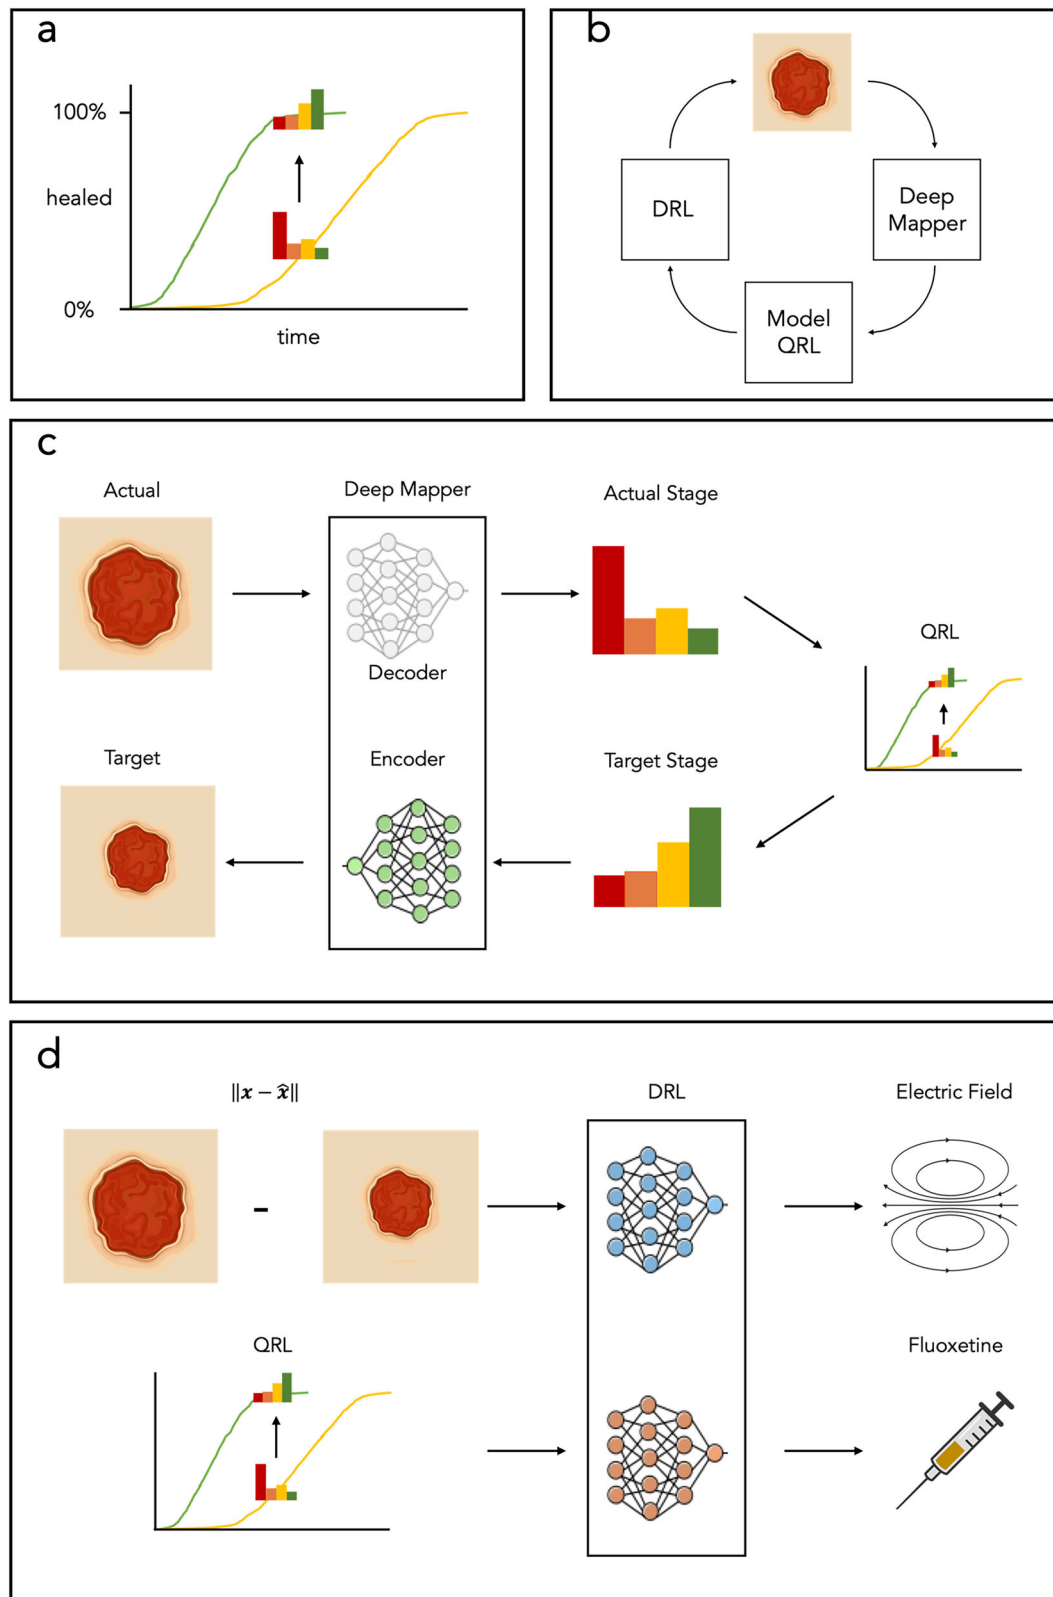 a
100%
healed
0%
time
b
DRL
Deep
Mapper
Model
QRL
c
Actual
Deep Mapper
Actual Stage
Decoder
QRL
Target
Encoder
Target Stage
d
‖x − x̂‖
DRL
Electric Field
-
QRL
Fluoxetine